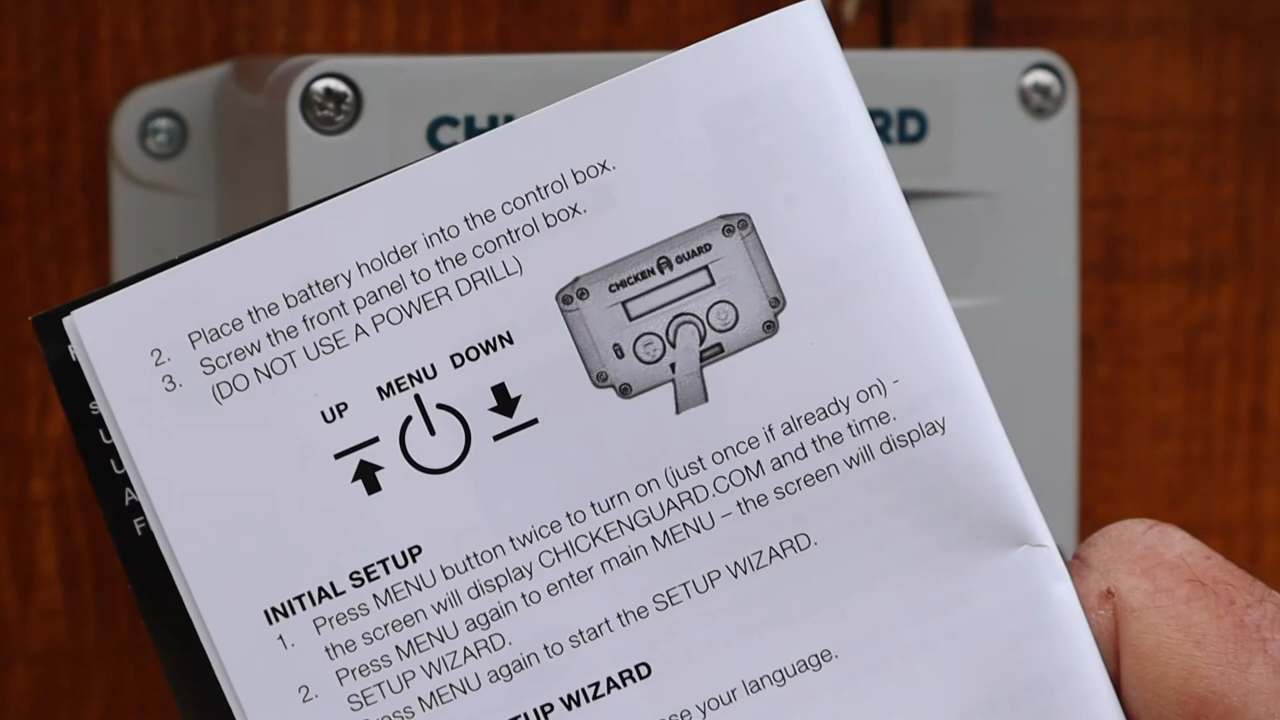 CH
RD
2. Place the battery holder into the control box.
3. Screw the front panel to the control box.
(DO NOT USE A POWER DRILL)
CHICKEN GUARD
UP MENU DOWN
INITIAL SETUP
1. Press MENU button twice to turn on (just once if already on) -
the screen will display CHICKENGUARD.COM and the time.
2. Press MENU again to enter main MENU – the screen will display
SETUP WIZARD.
Press MENU again to start the SETUP WIZARD.
TUP WIZARD
your language.